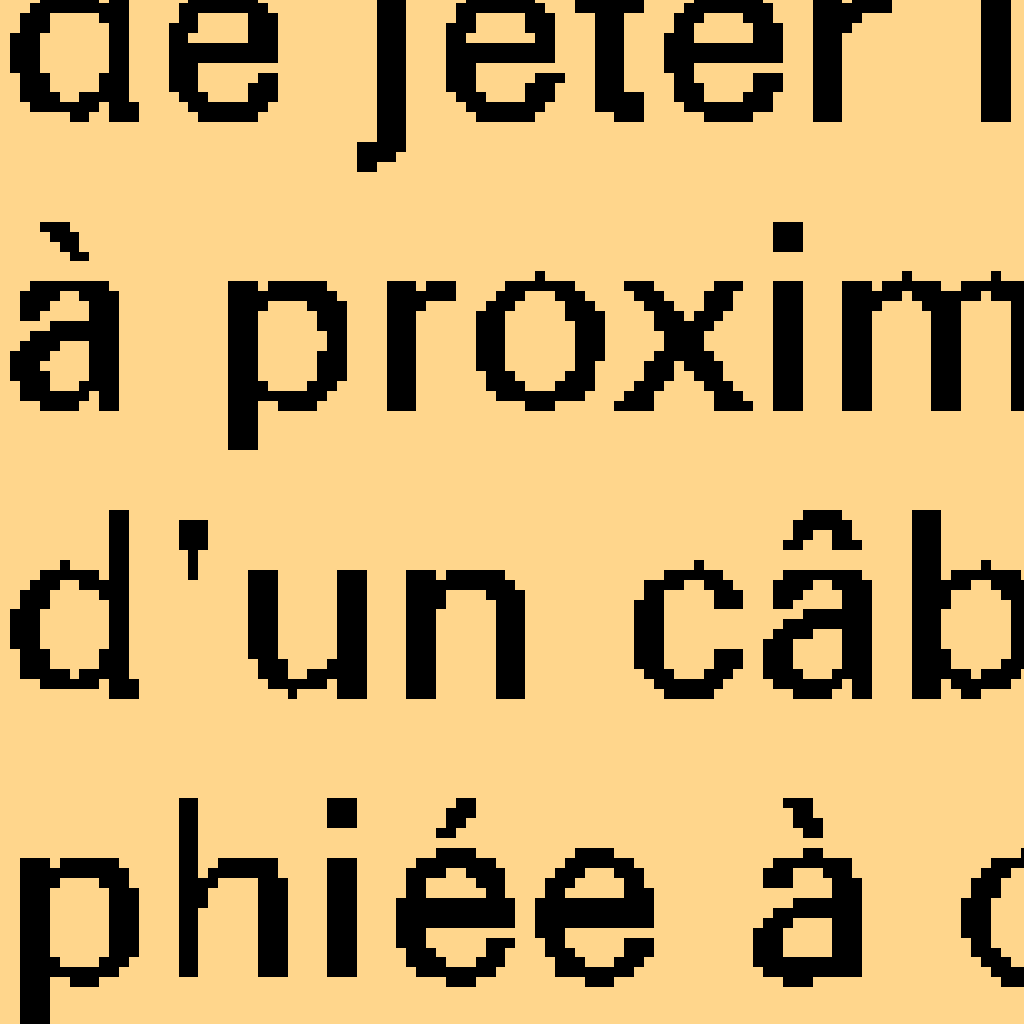 de jeter
à proxim
d'un câb
phiée à